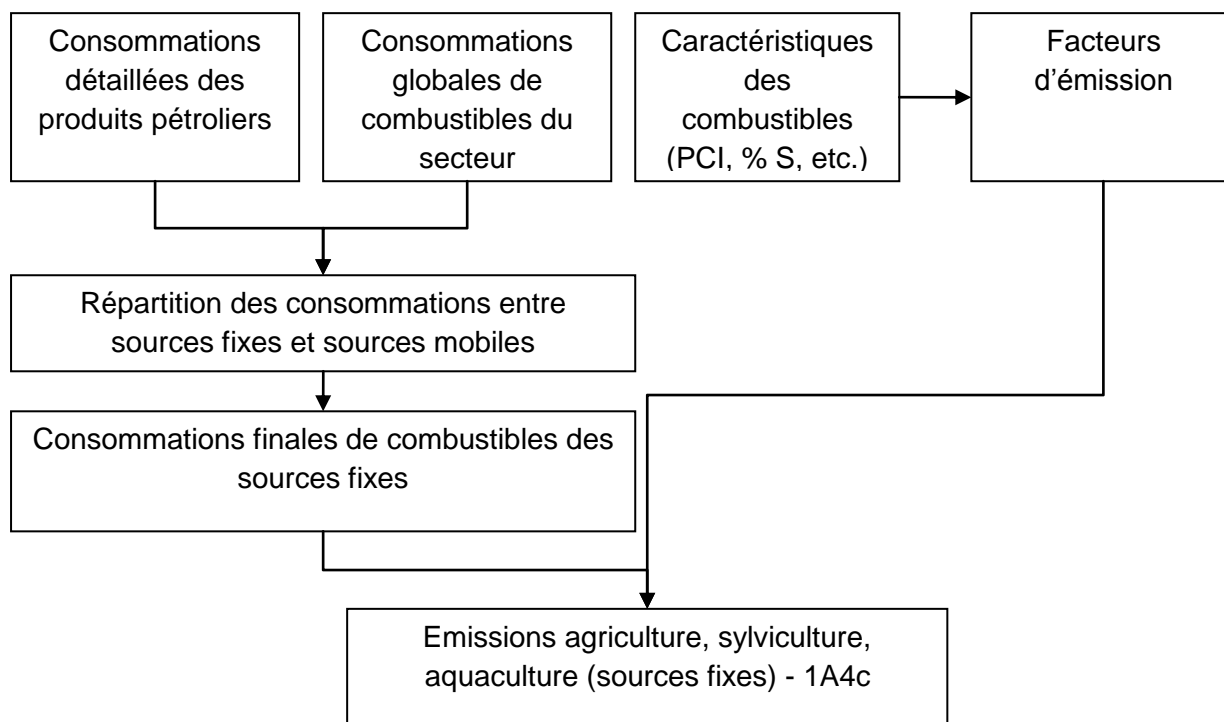 Consommations
détaillées des
produits pétroliers
Consommations
globales de
combustibles du
secteur
Caractéristiques
des
combustibles
(PCI, % S, etc.)
Facteurs
d’émission
Répartition des consommations entre
sources fixes et sources mobiles
Consommations finales de combustibles des
sources fixes
Emissions agriculture, sylviculture,
aquaculture (sources fixes) - 1A4c